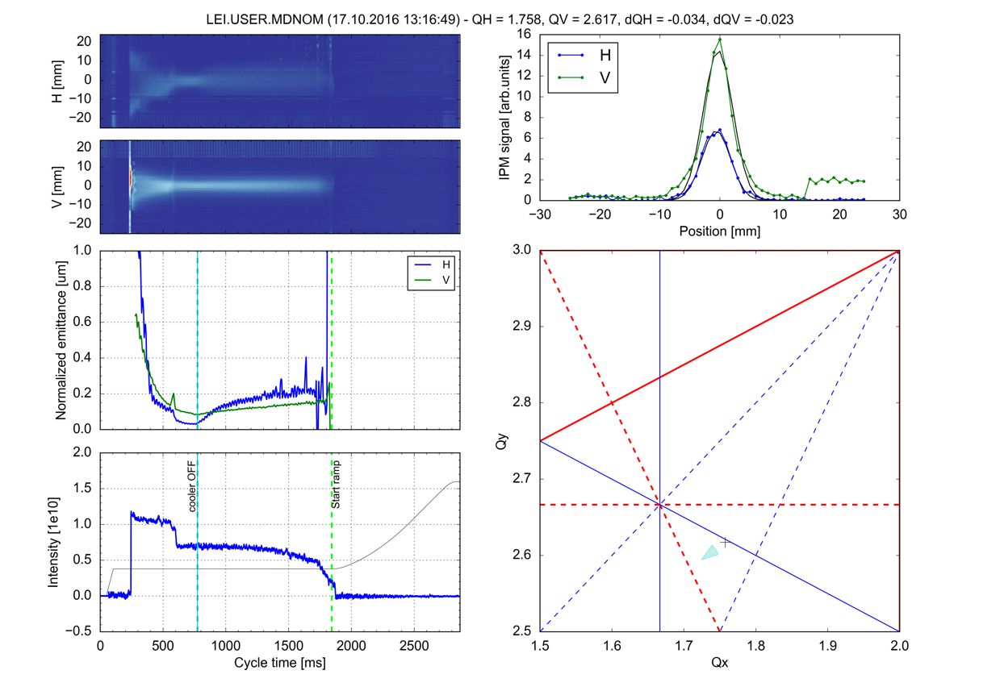 LEI.USER.MDNOM (17.10.2016 13:16:49) - QH = 1.758, QV = 2.617, dQH = -0.034, dQV = -0.023
20
10
0
−10
−20
H [mm]
20
10
0
−10
−20
V [mm]
1.0
0.8
0.6
0.4
0.2
0.0
Normalized emittance [um]
H
V
2.0
1.5
1.0
0.5
0.0
−0.5
Intensity [1e10]
cooler OFF
Start ramp
0 500 1000 1500 2000 2500
Cycle time [ms]
16
14
12
10
8
6
4
2
0
IPM signal [arb.units]
H
V
−30 −20 −10 0 10 20 30
Position [mm]
3.0
2.9
2.8
2.7
2.6
2.5
Qy
1.5 1.6 1.7 1.8 1.9 2.0
Qx